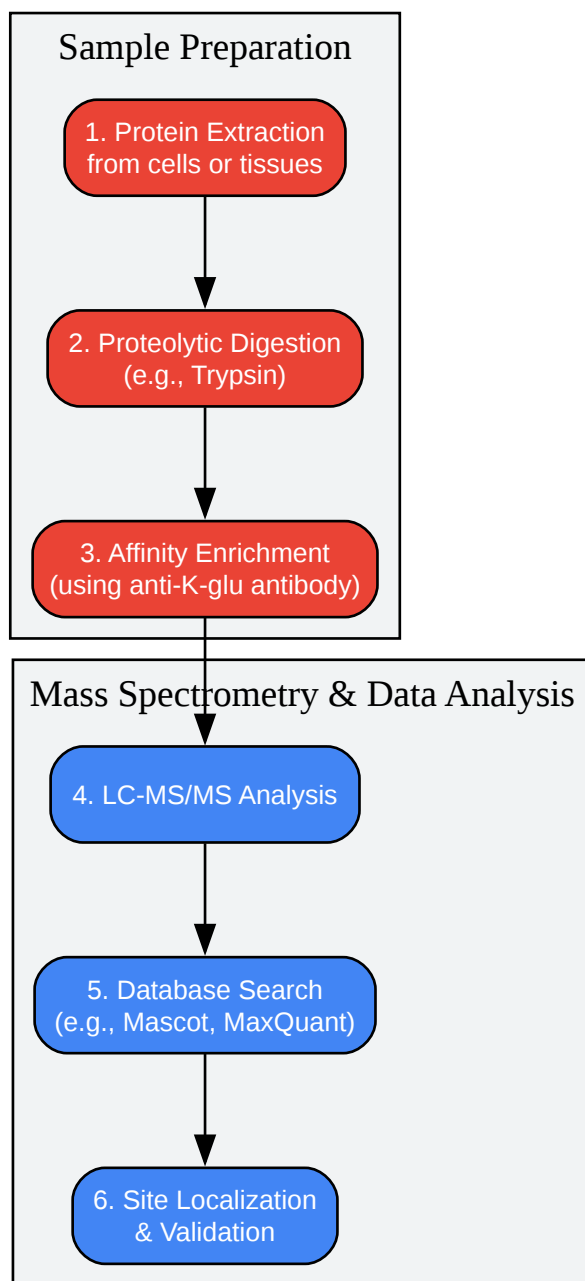 Sample Preparation
1. Protein Extraction
from cells or tissues
2. Proteolytic Digestion
(e.g., Trypsin)
3. Affinity Enrichment
(using anti-K-glu antibody)
Mass Spectrometry & Data Analysis
4. LC-MS/MS Analysis
5. Database Search
(e.g., Mascot, MaxQuant)
6. Site Localization
& Validation